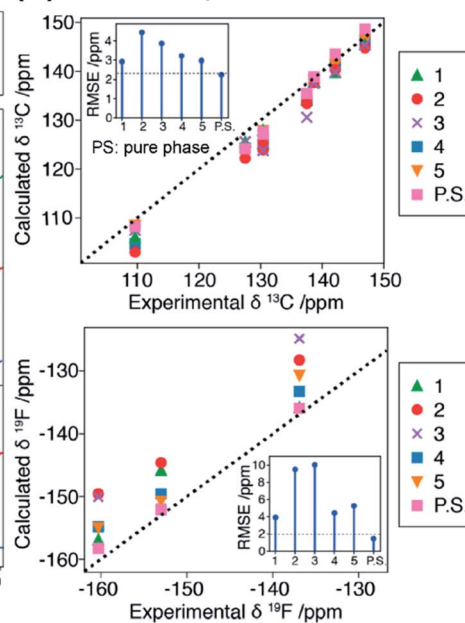 150
140
130
120
110
Calculated δ ¹³C /ppm
RMSE /ppm
4
3
2
1
0
1 2 3 4 5 P.S.
PS: pure phase
110 120 130 140 150
Experimental δ ¹³C /ppm
1
2
3
4
5
P.S.
-130
-140
-150
-160
Calculated δ ¹⁹F /ppm
RMSE /ppm
10
8
6
4
2
0
1 2 3 4 5 P.S.
-160 -150 -140 -130
Experimental δ ¹⁹F /ppm
1
2
3
4
5
P.S.